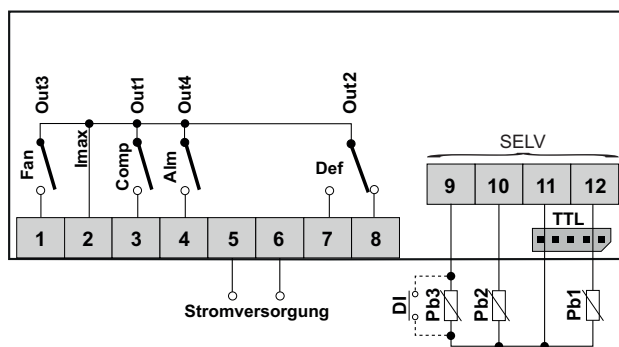 Out3
Out1
Out4
Out2
Fan
Imax
Comp
Alm
Def
SELV
1 2 3 4 5 6 7 8
9 10 11 12
TTL
Stromversorgung
DI
Pb3
Pb2
Pb1